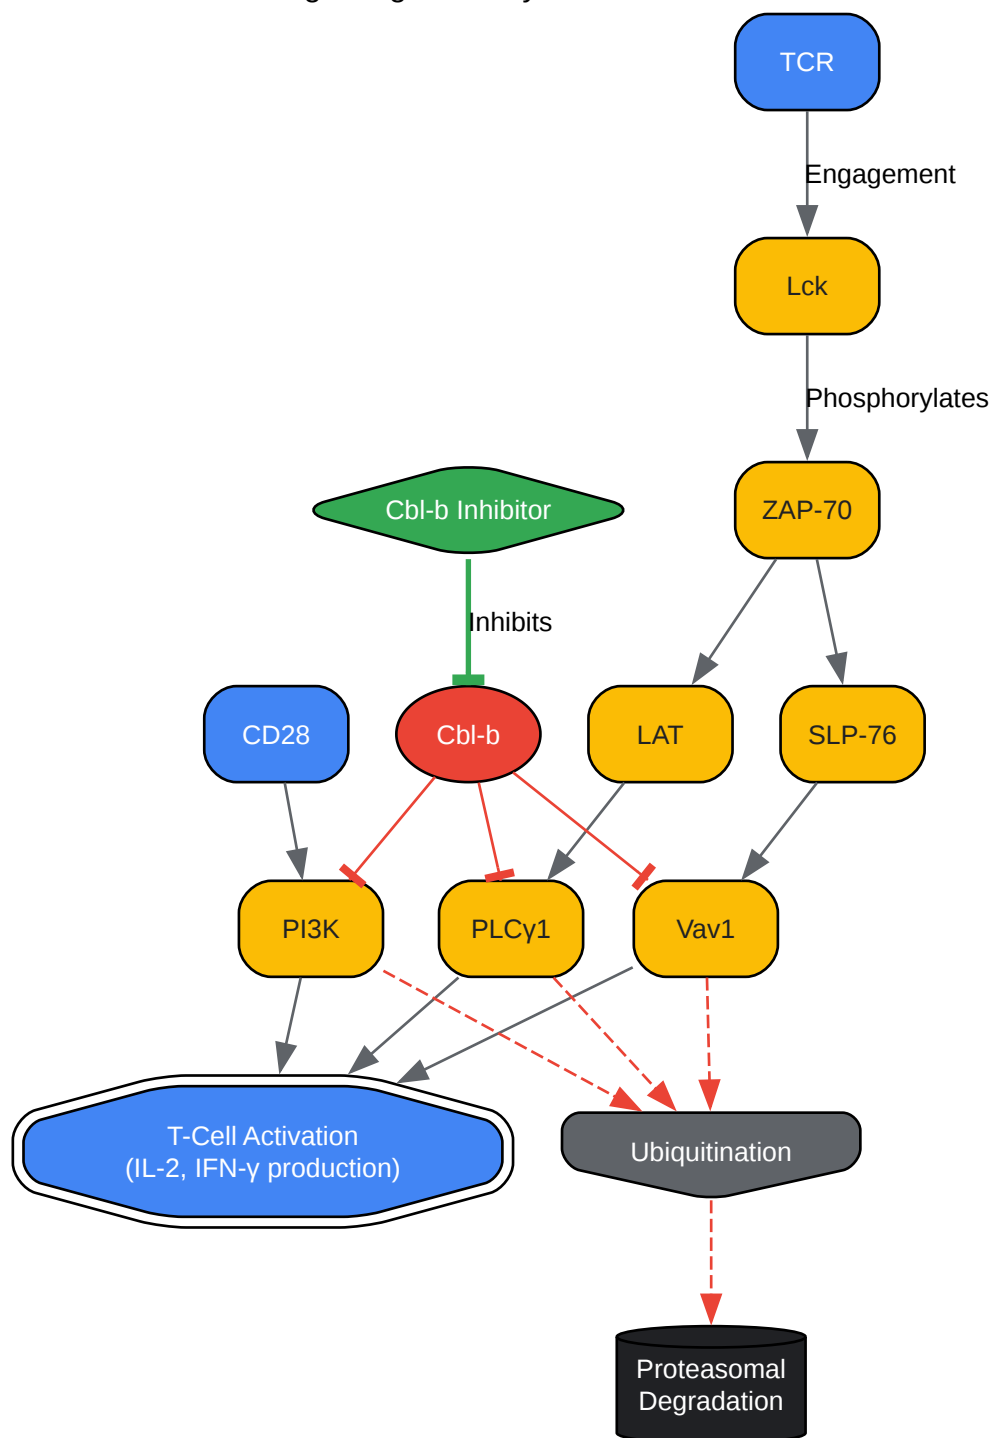 TCR
Engagement
Lck
Phosphorylates
ZAP-70
Cbl-b Inhibitor
Inhibits
CD28
Cbl-b
LAT
SLP-76
PI3K
PLCγ1
Vav1
T-Cell Activation
(IL-2, IFN-γ production)
Ubiquitination
Proteasomal
Degradation